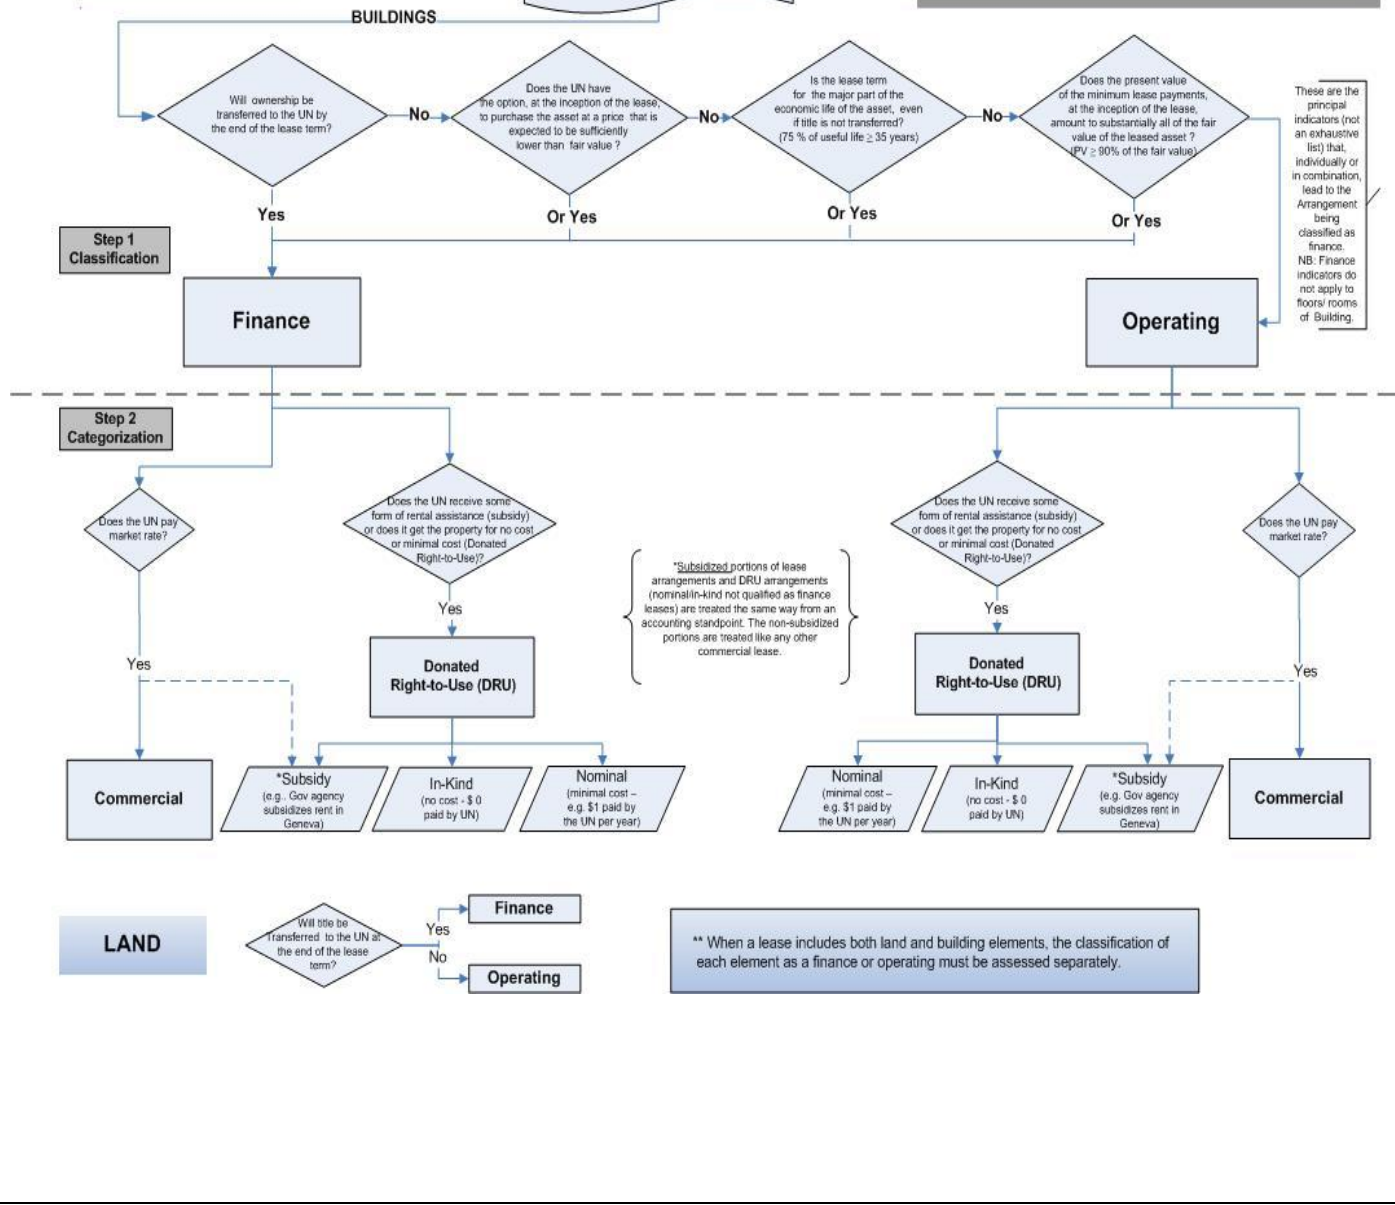 BUILDINGS
Will ownership be
transferred to the UN by
the end of the lease term?
No
Does the UN have
the option, at the inception of the lease,
to purchase the asset at a price that is
expected to be sufficiently
lower than fair value ?
No
Is the lease term
for the major part of the
economic life of the asset, even
if title is not transferred?
(75 % of useful life ≥ 35 years)
No
Does the present value
of the minimum lease payments,
at the inception of the lease,
amount to substantially all of the fair
value of the leased asset ?
(PV ≥ 90% of the fair value)
These are the
principal
indicators (not
an exhaustive
list) that,
individually or
in combination,
lead to the
Arrangement
being
classified as
finance.
NB: Finance
indicators do
not apply to
floors/ rooms
of Building.
Yes
Or Yes
Or Yes
Or Yes
Step 1
Classification
Finance
Operating
Step 2
Categorization
Does the UN pay
market rate?
Does the UN receive some
form of rental assistance (subsidy)
or does it get the property for no cost
or minimal cost (Donated
Right-to-Use)?
*Subsidized portions of lease
arrangements and DRU arrangements
(nominal/in-kind not qualified as finance
leases) are treated the same way from an
accounting standpoint. The non-subsidized
portions are treated like any other
commercial lease.
Does the UN receive some
form of rental assistance (subsidy)
or does it get the property for no cost
or minimal cost (Donated
Right-to-Use)?
Does the UN pay
market rate?
Yes
Yes
Yes
Yes
Donated
Right-to-Use (DRU)
Donated
Right-to-Use (DRU)
Commercial
*Subsidy
(e.g.. Gov agency
subsidizes rent in
Geneva)
In-Kind
(no cost - $ 0
paid by UN)
Nominal
(minimal cost –
e.g. $1 paid by
the UN per year)
Nominal
(minimal cost –
e.g. $1 paid by
the UN per year)
In-Kind
(no cost - $ 0
paid by UN)
*Subsidy
(e.g. Gov agency
subsidizes rent in
Geneva)
Commercial
LAND
Will title be
Transferred to the UN at
the end of the lease
term?
Yes
No
Finance
Operating
** When a lease includes both land and building elements, the classification of
each element as a finance or operating must be assessed separately.